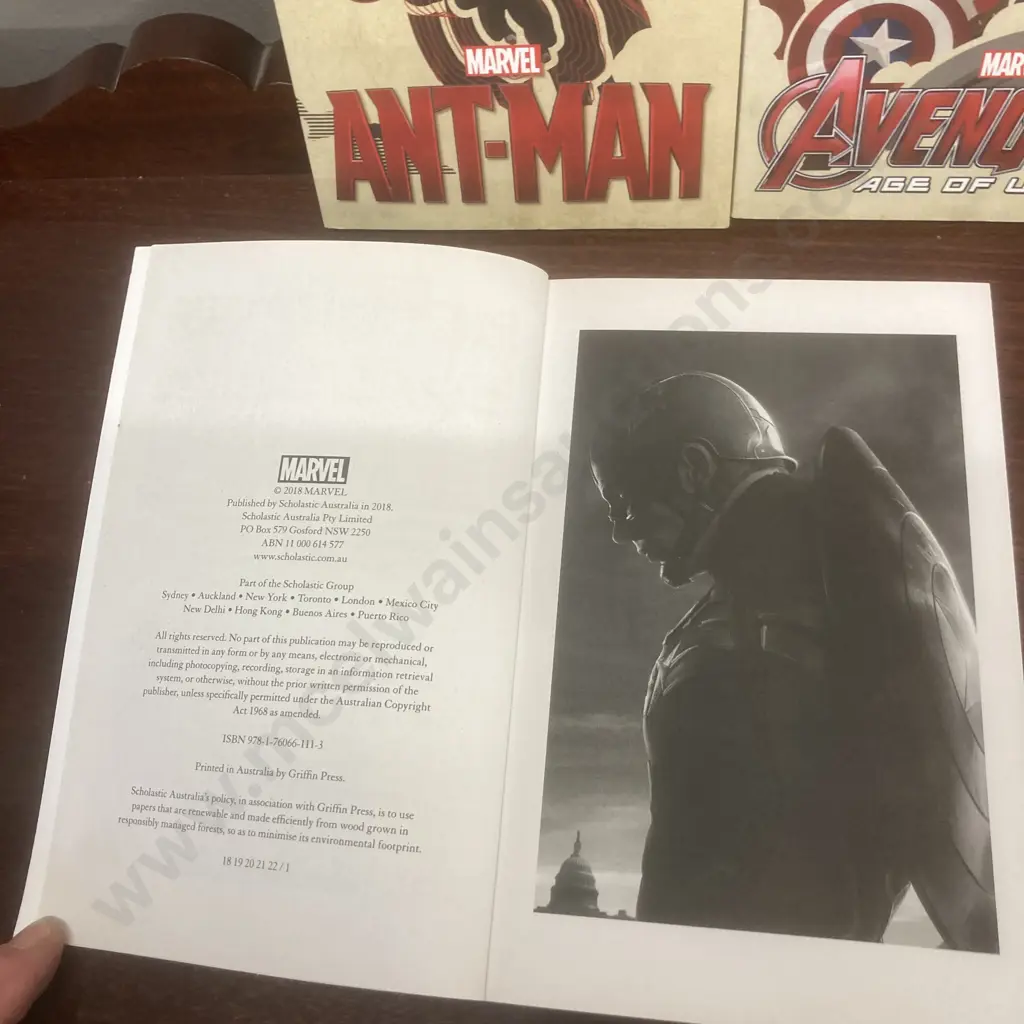 MARVEL
ANT-MAN
AVENG
AGE OF
MARVEL
© 2018 MARVEL
Published by Scholastic Australia in 2018.
Scholastic Australia Pty Limited
PO Box 579 Gosford NSW 2250
ABN 11 000 614 577
www.scholastic.com.au
Part of the Scholastic Group
Sydney • Auckland • New York • Toronto • London • Mexico City
New Delhi • Hong Kong • Buenos Aires • Puerto Rico
All rights reserved. No part of this publication may be reproduced or
transmitted in any form or by any means, electronic or mechanical,
including photocopying, recording, storage in an information retrieval
system, or otherwise, without the prior written permission of the
publisher, unless specifically permitted under the Australian Copyright
Act 1968 as amended.
ISBN 978-1-76066-111-3
Printed in Australia by Griffin Press.
Scholastic Australia's policy, in association with Griffin Press, is to use
papers that are renewable and made efficiently from wood grown in
responsibly managed forests, so as to minimise its environmental footprint.
18 19 20 21 22 / 1